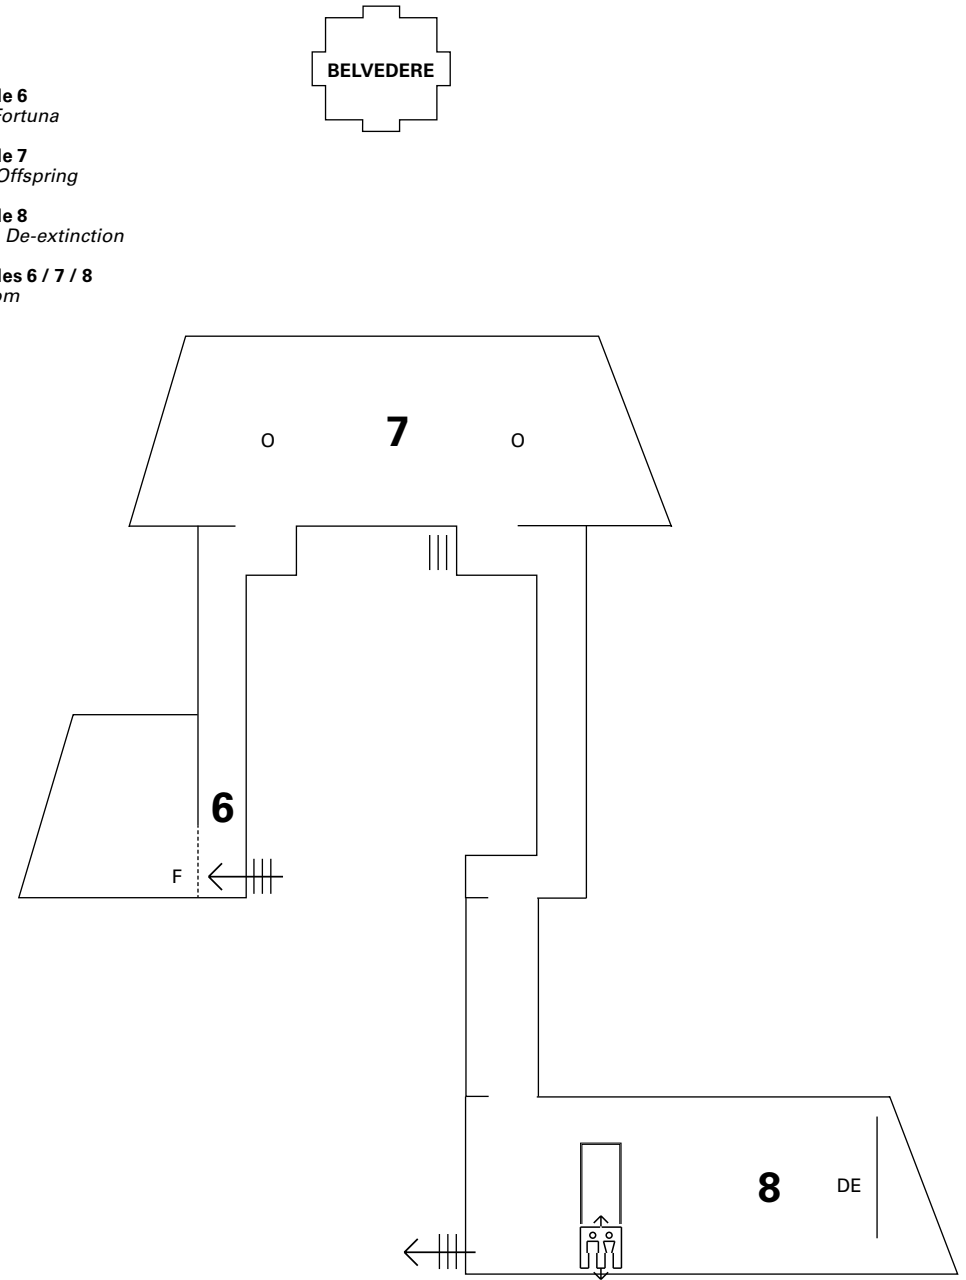 BELVEDERE
le 6
Fortuna
le 7
Offspring
le 8
De-extinction
les 6 / 7 / 8
om
7
O
O
6
F
8
DE